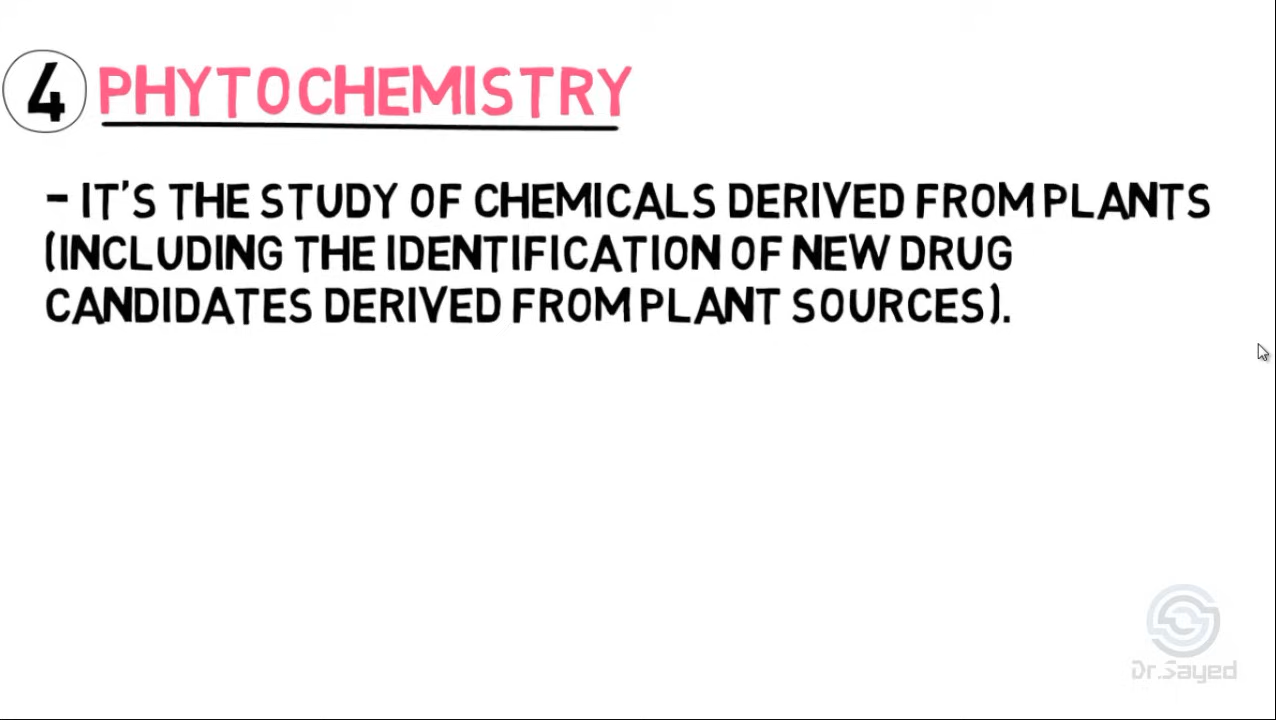 4 PHYTOCHEMISTRY
- IT'S THE STUDY OF CHEMICALS DERIVED FROM PLANTS
(INCLUDING THE IDENTIFICATION OF NEW DRUG
CANDIDATES DERIVED FROM PLANT SOURCES).
Dr.Sayed